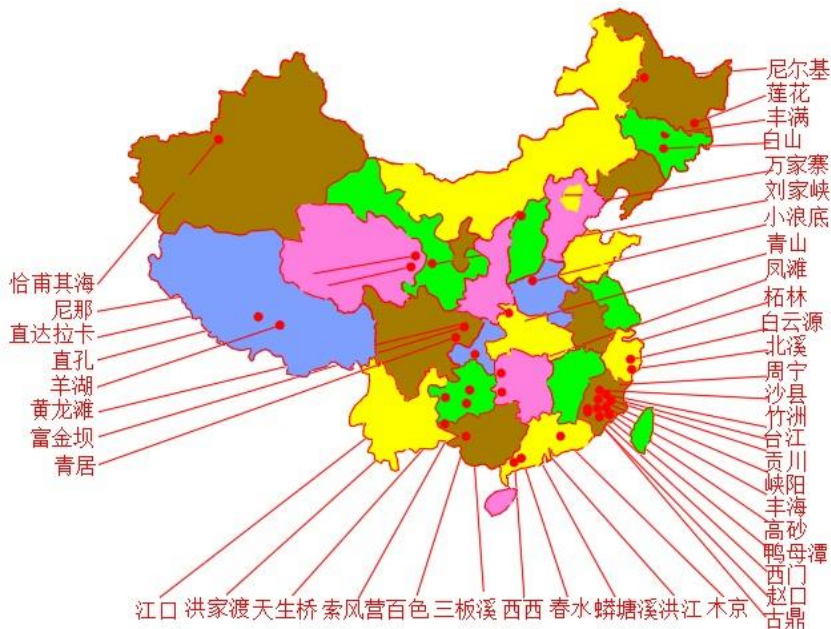 尼尔基
莲花
丰满
白山
万家寨
刘家峡
小浪底
青山
凤滩
柘林
白云源
北溪
周宁
沙县
竹洲
台江
贡川
峡阳
丰海
高砂
鸭母潭
西门
赵口
古鼎
恰甫其海
尼那
直达拉卡
直孔
羊湖
黄龙滩
富金坝
青居
江口 洪家渡 天生桥 索风营 百色 三板溪 西西 春水 蟒塘溪 洪江 木京